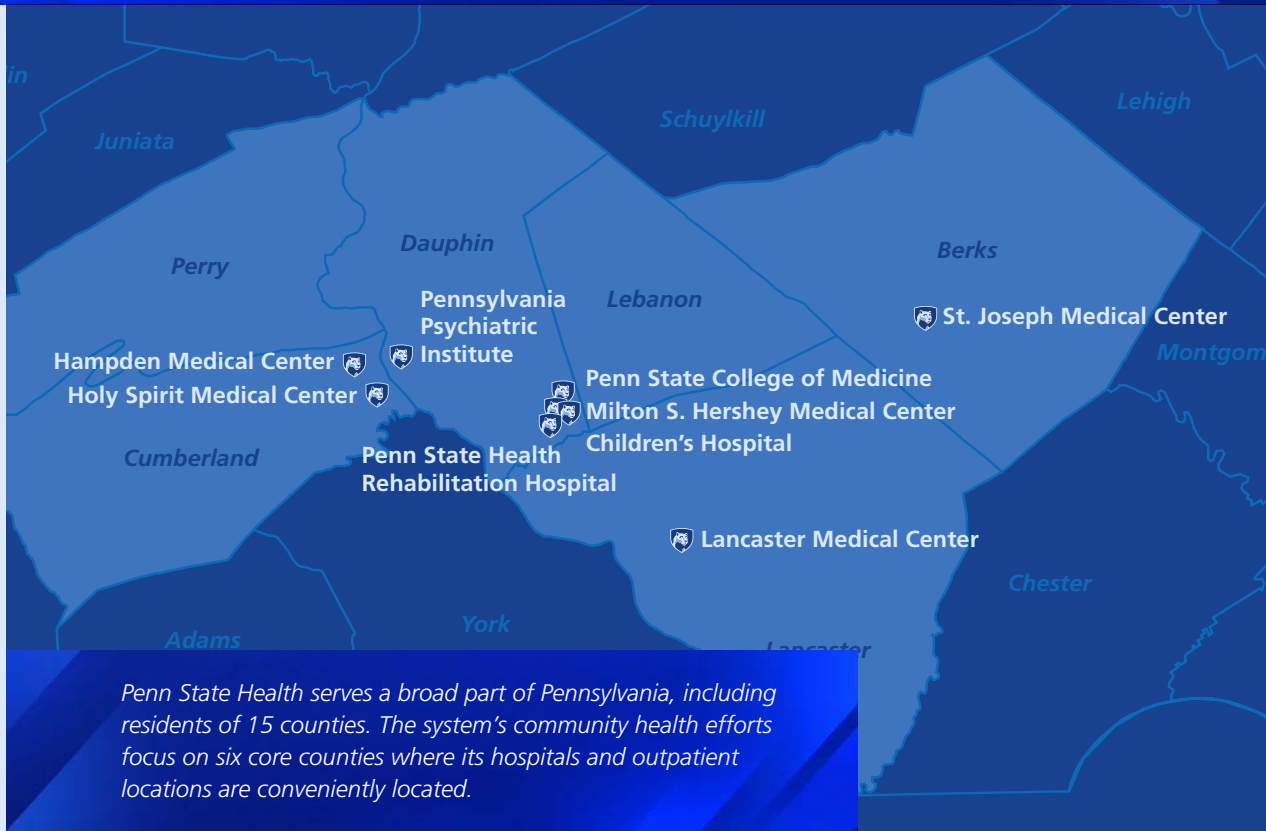 in
Juniata
Schuylkill
Lehigh
Perry
Dauphin
Lebanon
Berks
Pennsylvania
Psychiatric
Institute
St. Joseph Medical Center
Montgom
Hampden Medical Center
Holy Spirit Medical Center
Penn State College of Medicine
Milton S. Hershey Medical Center
Children's Hospital
Cumberland
Penn State Health
Rehabilitation Hospital
Lancaster Medical Center
Chester
York
Adams
Lancaster
Penn State Health serves a broad part of Pennsylvania, including
residents of 15 counties. The system's community health efforts
focus on six core counties where its hospitals and outpatient
locations are conveniently located.